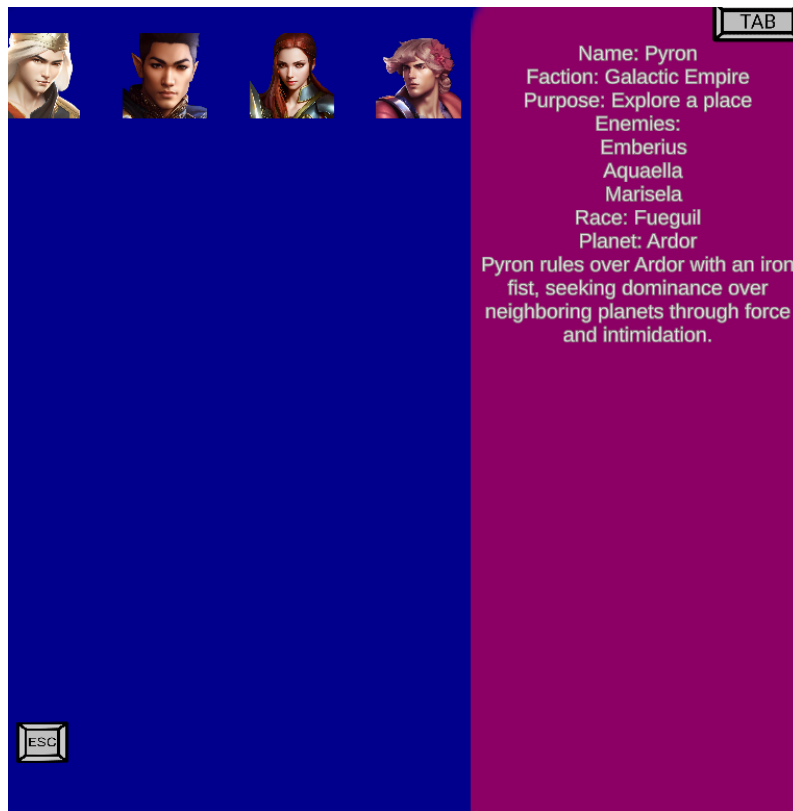 TAB
Name: Pyron
Faction: Galactic Empire
Purpose: Explore a place
Enemies:
Emberius
Aquaella
Marisela
Race: Fueguil
Planet: Ardor
Pyron rules over Ardor with an iron
fist, seeking dominance over
neighboring planets through force
and intimidation.
ESC